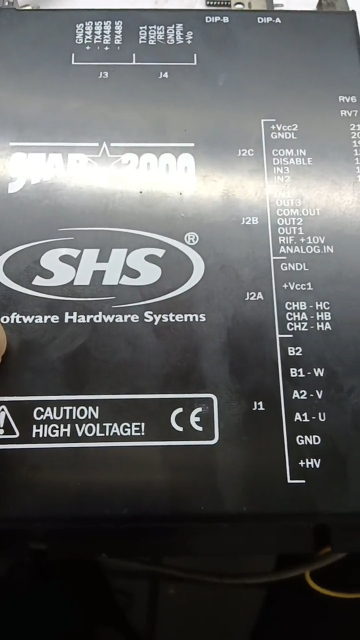 DIP-B
DIP-A
GNDS
+ TX485
- TX485
+ RX485
- RX485
TXD1
RXD1
/RES
GNDL
VPPIN
+Vo
J3
J4
RV6
RV7
J2C
+Vcc2
GNDL
COM.IN
DISABLE
IN3
IN2
STAR 2000
J2B
OUT3
COM.OUT
OUT2
OUT1
RIF. +10V
ANALOG.IN
SHS®
oftware Hardware Systems
J2A
GNDL
+Vcc1
CHB - HC
CHA - HB
CHZ - HA
J1
B2
B1 - W
A2 - V
A1 - U
GND
+HV
CAUTION
HIGH VOLTAGE!
CE